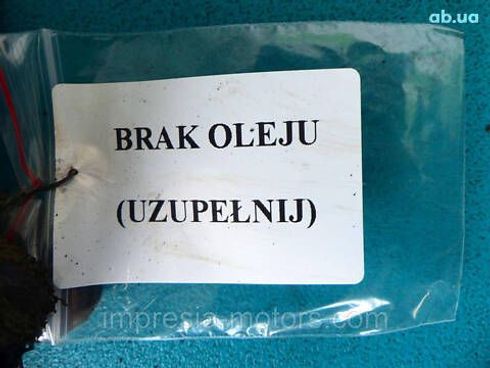 ab.ua
BRAK OLEJU
(UZUPEŁNIJ)
impresia-motors.com